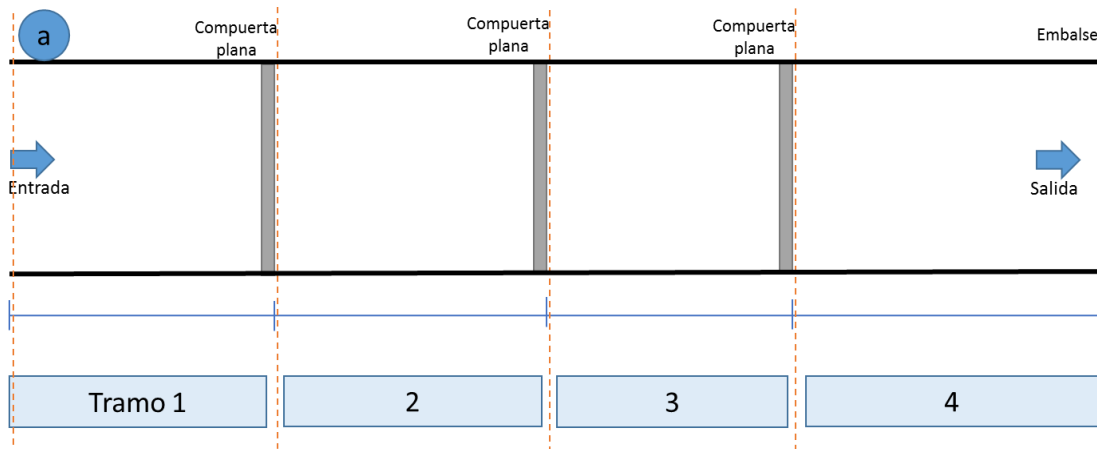 a
Compuerta
plana
Compuerta
plana
Compuerta
plana
Embalse
Entrada
Salida
Tramo 1
2
3
4